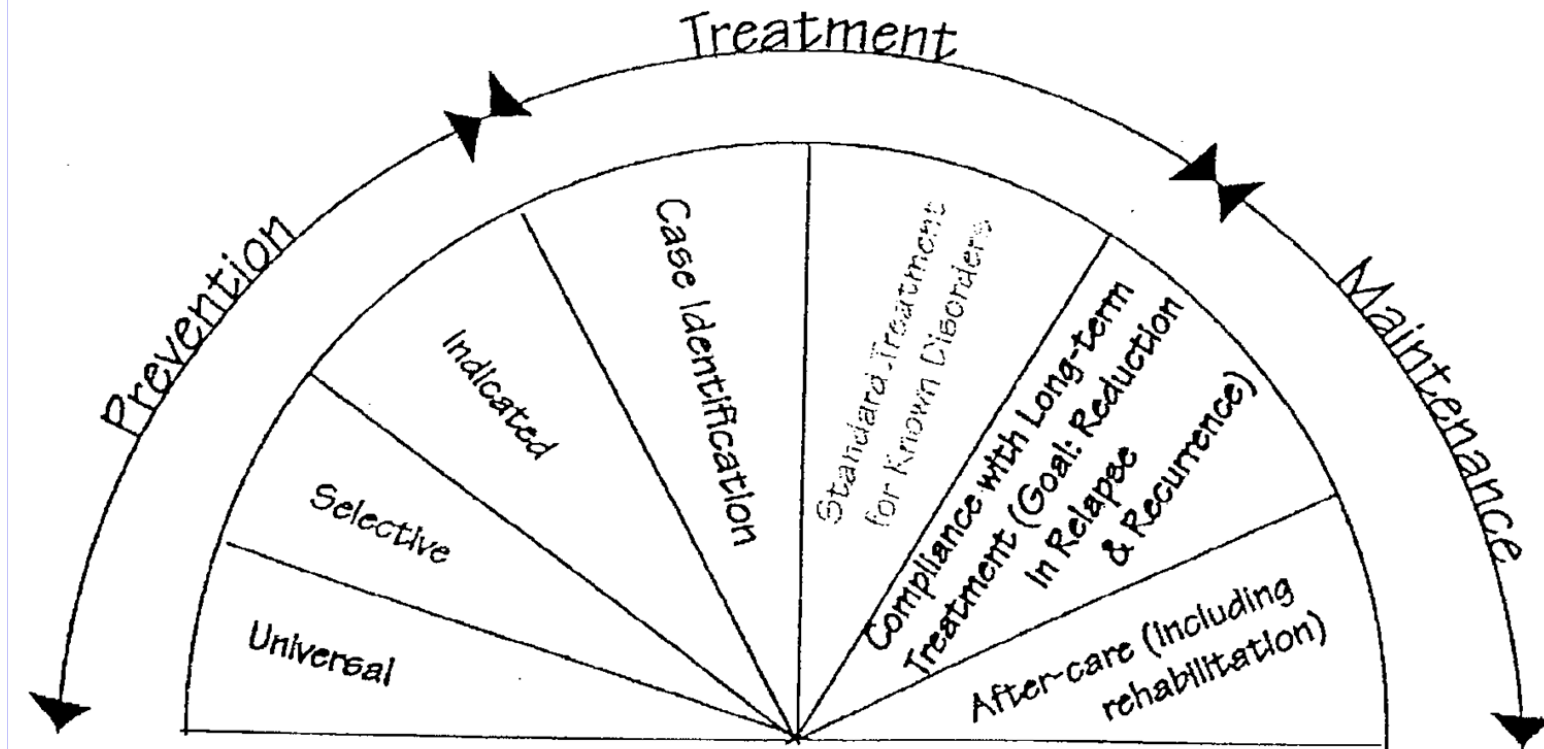 Treatment
Prevention
Maintenance
Universal
Selective
Indicated
Case Identification
Standard Treatment
for Known Disorders
Compliance with Long-term
Treatment (Goal: Reduction
in Relapse
& Recurrence)
After-care (Including
rehabilitation)